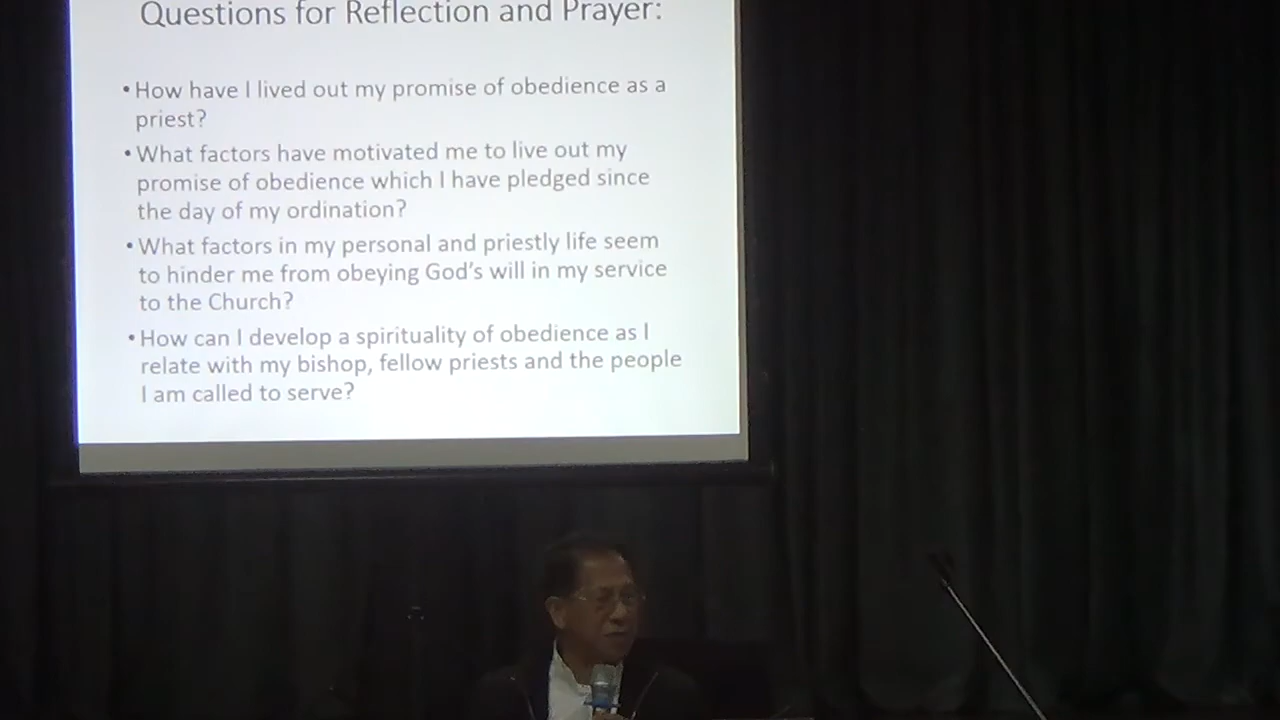 Questions for Reflection and Prayer:
• How have I lived out my promise of obedience as a
priest?
• What factors have motivated me to live out my
promise of obedience which I have pledged since
the day of my ordination?
• What factors in my personal and priestly life seem
to hinder me from obeying God's will in my service
to the Church?
• How can I develop a spirituality of obedience as I
relate with my bishop, fellow priests and the people
I am called to serve?